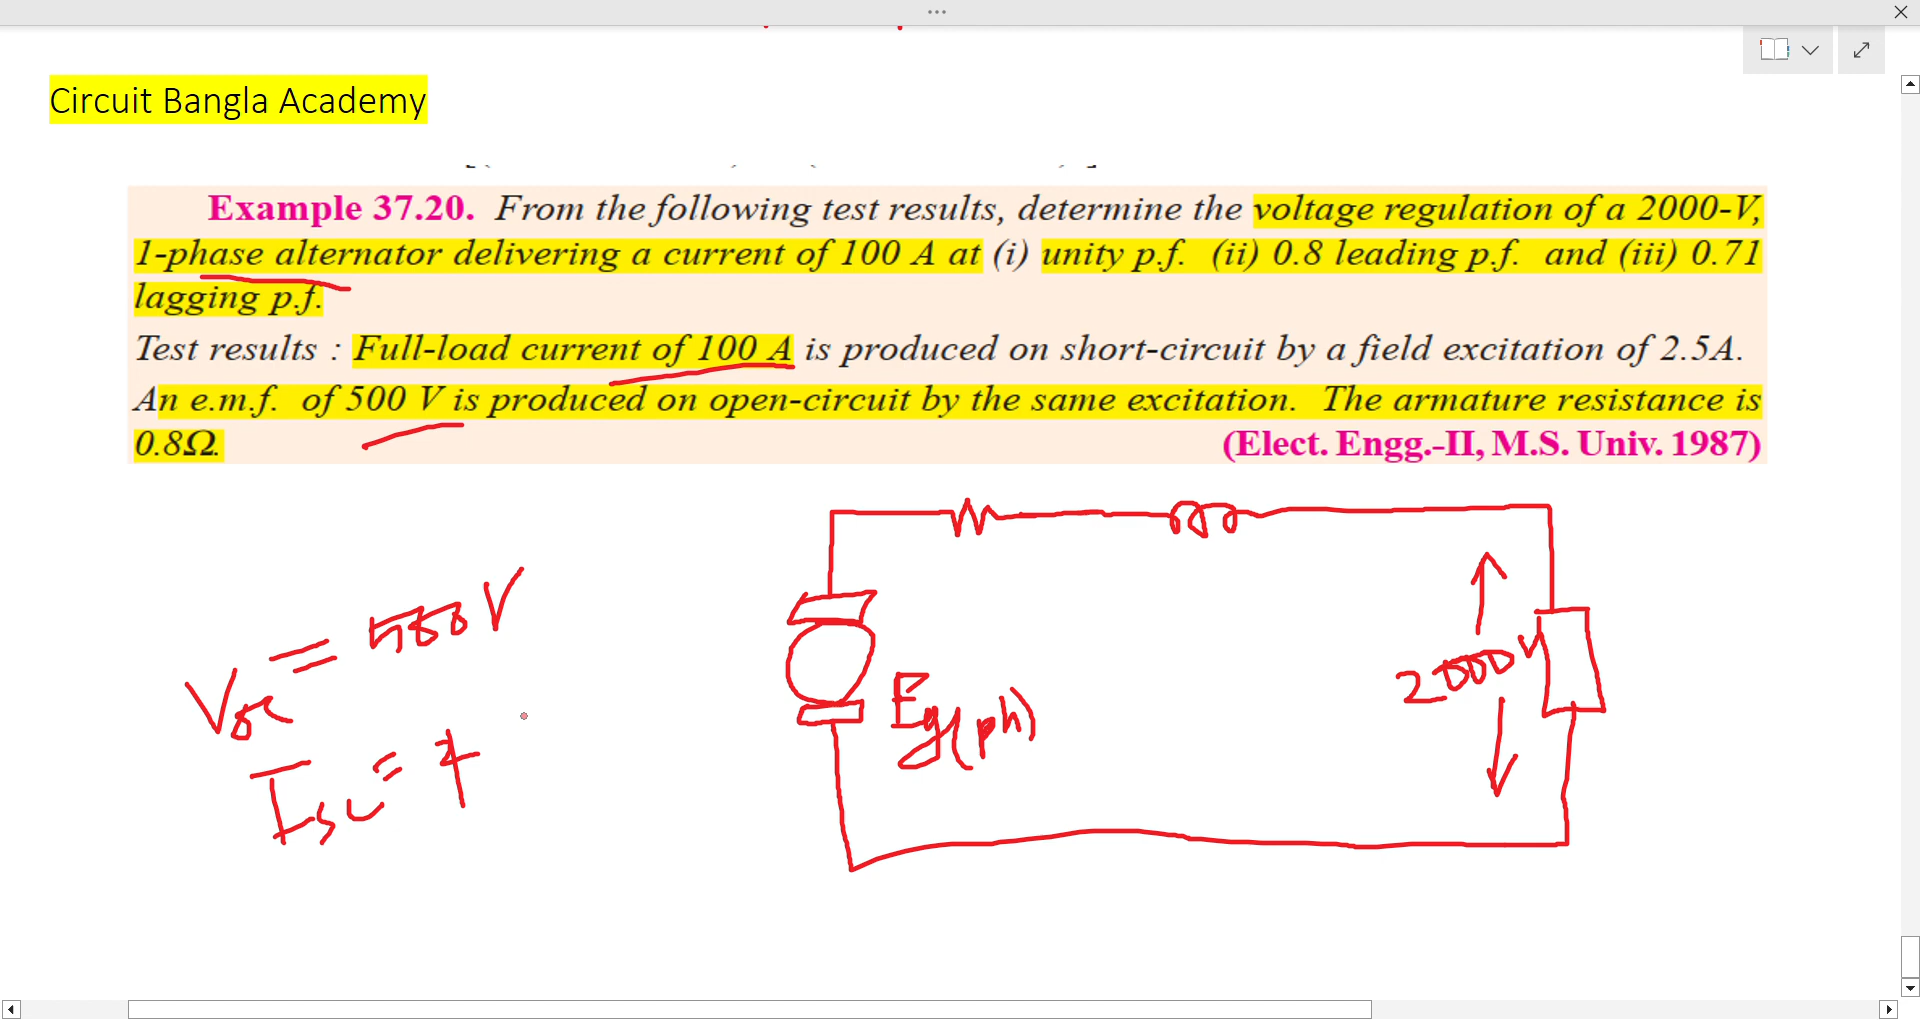 Circuit Bangla Academy
Example 37.20. From the following test results, determine the voltage regulation of a 2000-V,
1-phase alternator delivering a current of 100 A at (i) unity p.f. (ii) 0.8 leading p.f. and (iii) 0.71
lagging p.f.
Test results : Full-load current of 100 A is produced on short-circuit by a field excitation of 2.5A.
An e.m.f. of 500 V is produced on open-circuit by the same excitation. The armature resistance is
0.8Ω. (Elect. Engg.-II, M.S. Univ. 1987)
Voc = 500V
Isc =
Eg(ph)
2000V